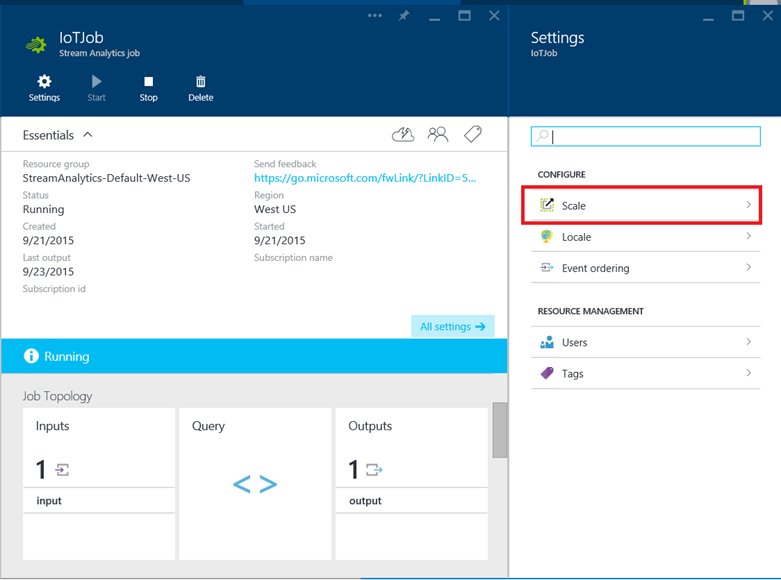 IoTJob
Stream Analytics job
Settings
Start
Stop
Delete
Essentials
Resource group
StreamAnalytics-Default-West-US
Status
Running
Created
9/21/2015
Last output
9/23/2015
Subscription id
Send feedback
https://go.microsoft.com/fwLink/?LinkID=5...
Region
West US
Started
9/21/2015
Subscription name
All settings
Running
Job Topology
Inputs
1
input
Query
< >
Outputs
1
output
Settings
IoTJob
CONFIGURE
Scale
Locale
Event ordering
RESOURCE MANAGEMENT
Users
Tags